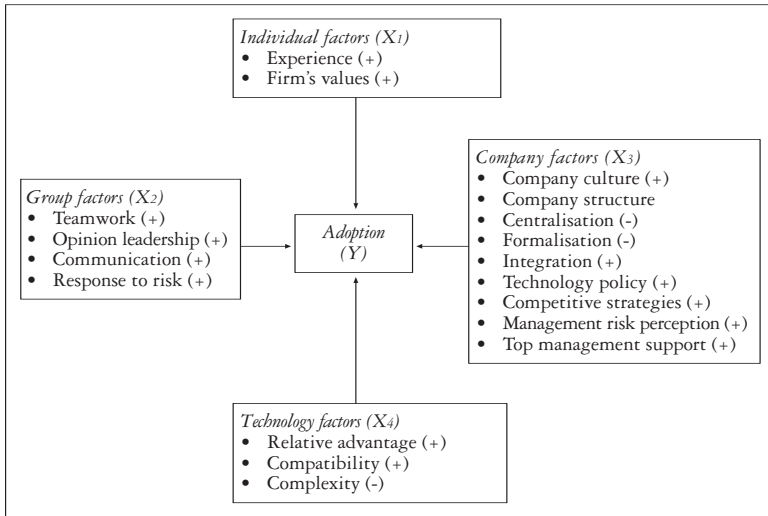 Individual factors (X1)
• Experience (+)
• Firm's values (+)
Group factors (X2)
• Teamwork (+)
• Opinion leadership (+)
• Communication (+)
• Response to risk (+)
Adoption
(Y)
Company factors (X3)
• Company culture (+)
• Company structure
• Centralisation (-)
• Formalisation (-)
• Integration (+)
• Technology policy (+)
• Competitive strategies (+)
• Management risk perception (+)
• Top management support (+)
Technology factors (X4)
• Relative advantage (+)
• Compatibility (+)
• Complexity (-)